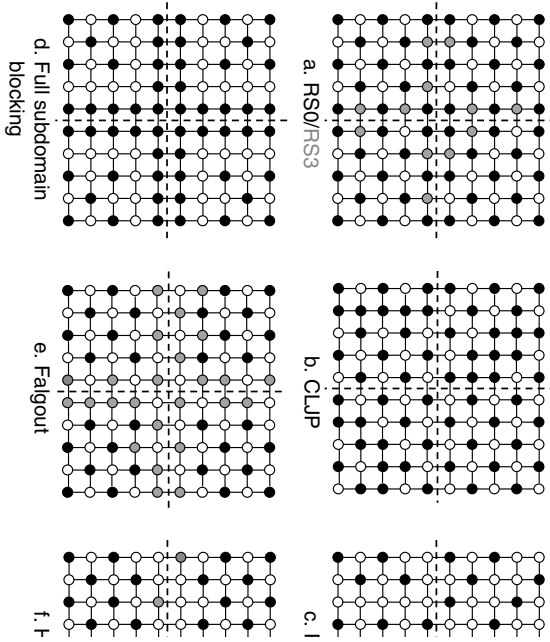 a. RS0/RS3
b. CLJP
c.
d. Full subdomain
blocking
e. Falgout
f.